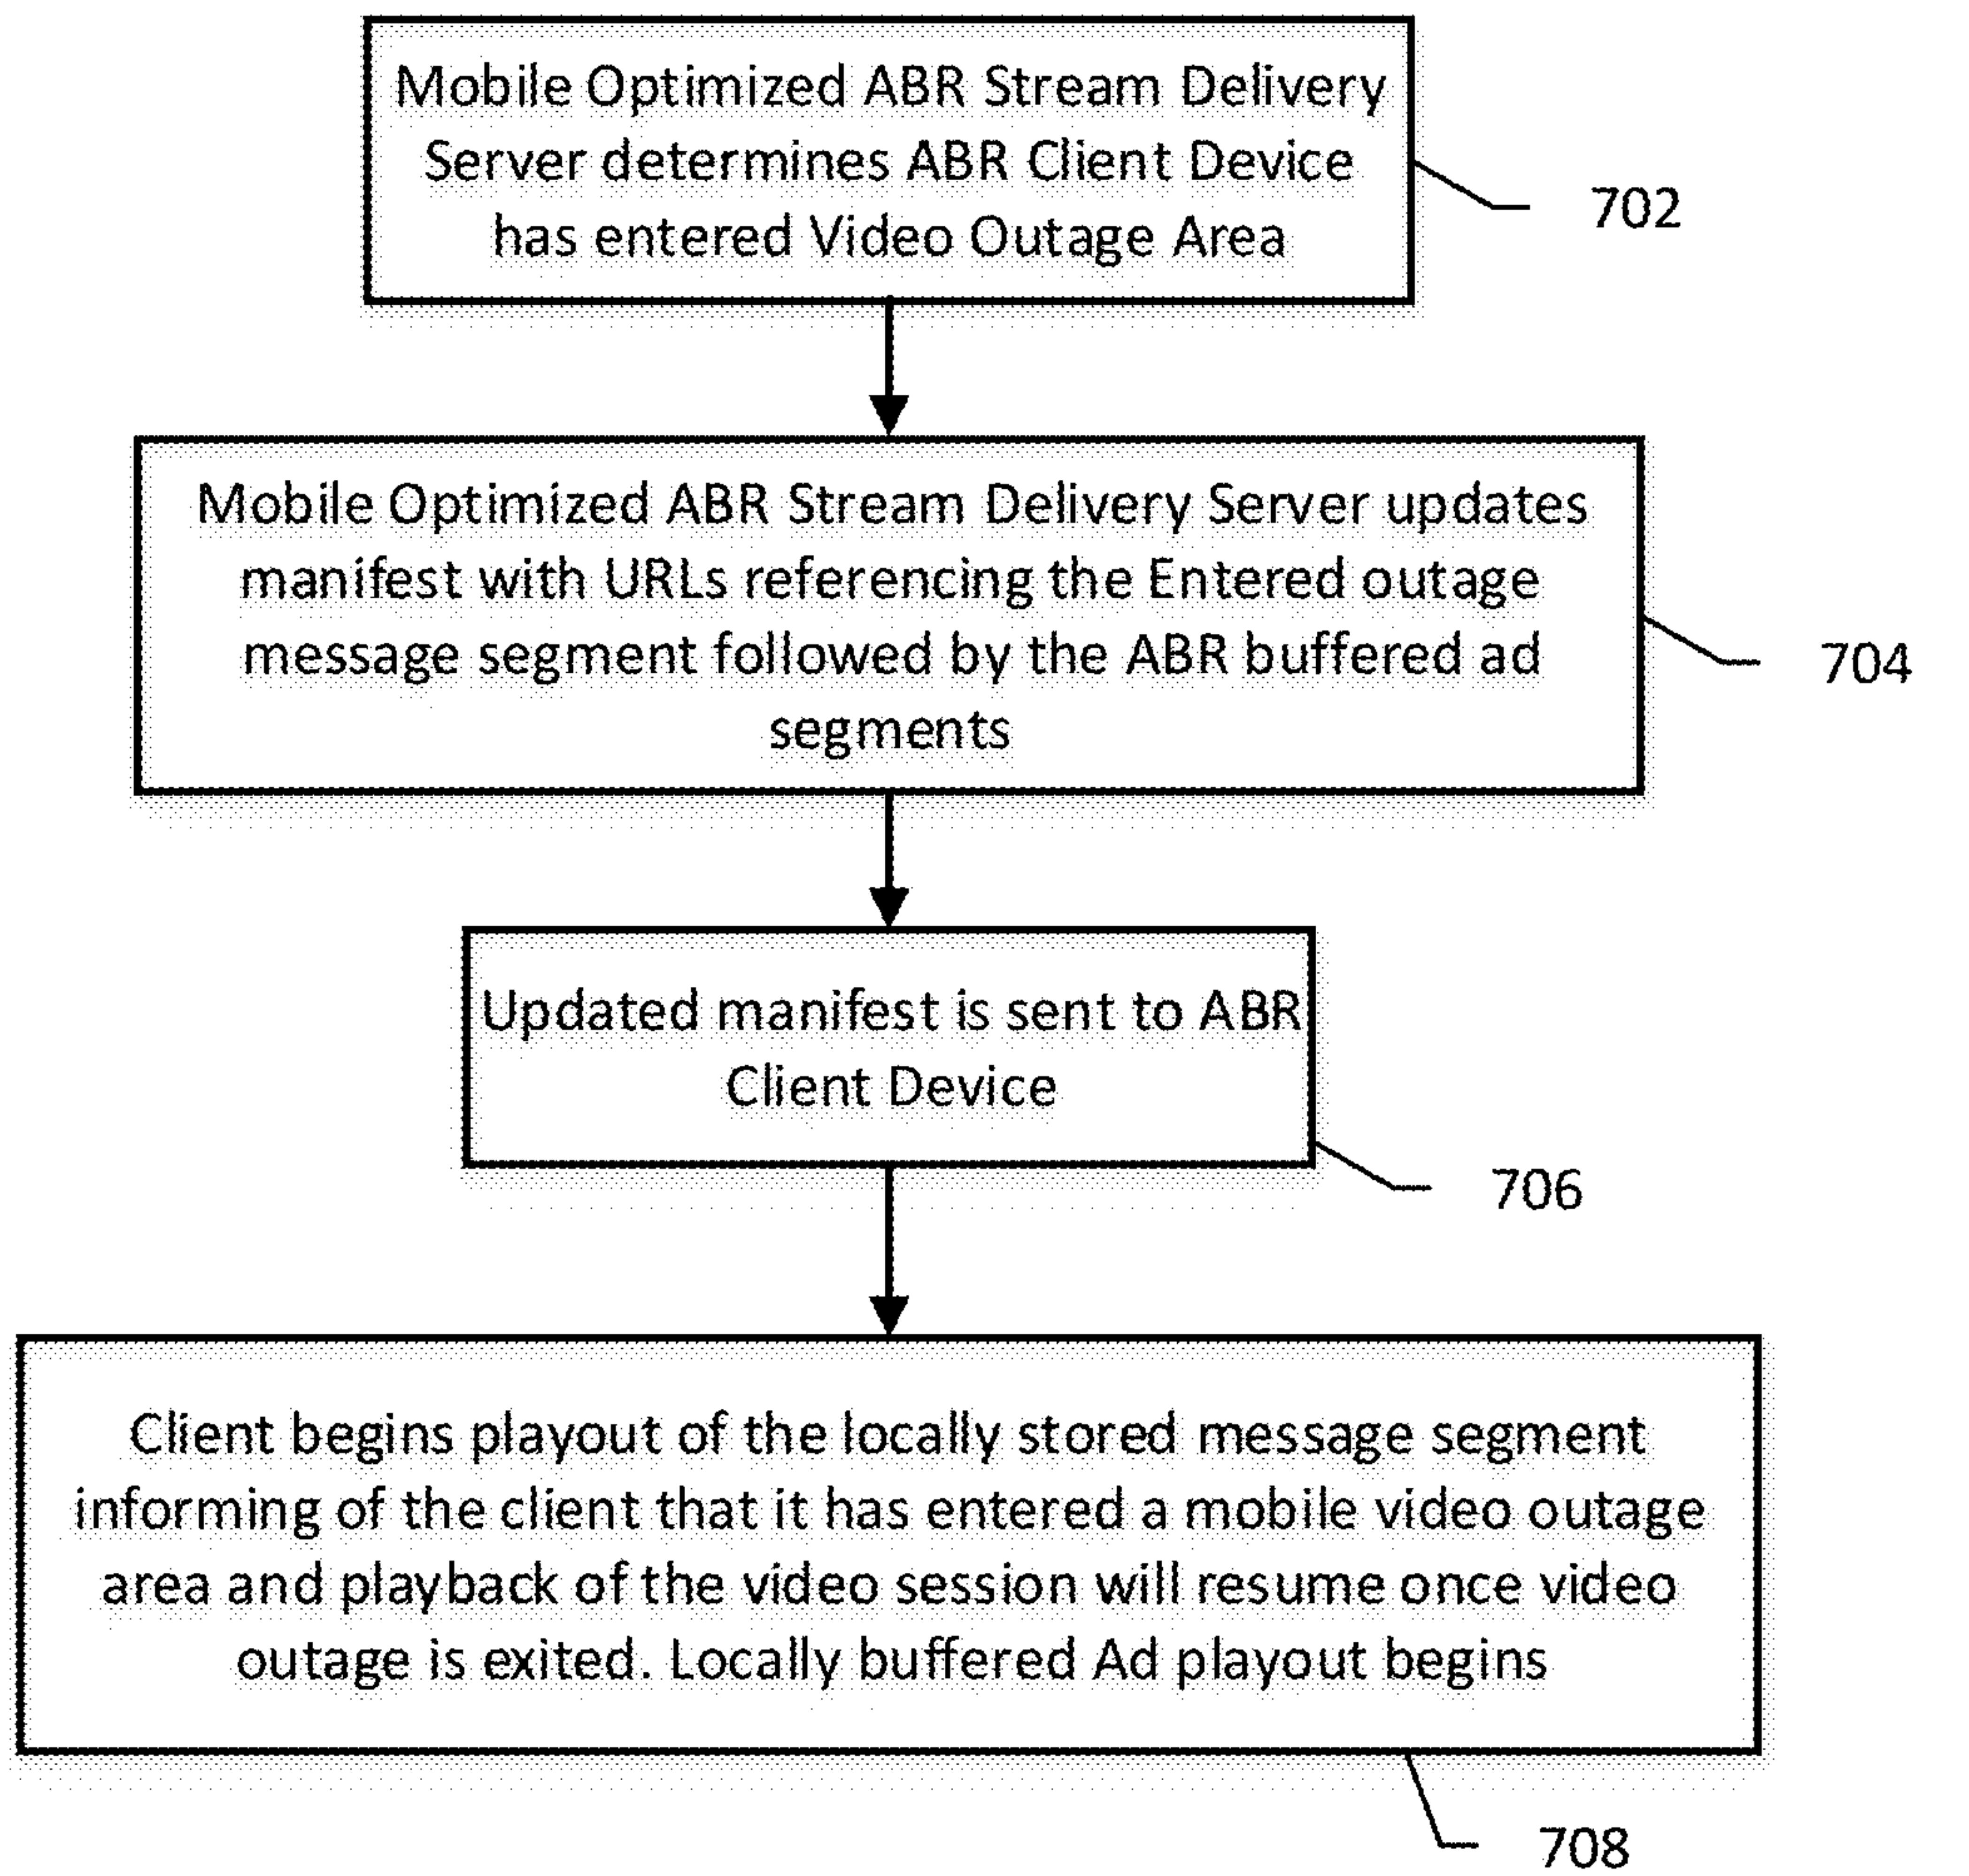 Mobile Optimized ABR Stream Delivery
Server determines ABR Client Device
has entered Video Outage Area
702
Mobile Optimized ABR Stream Delivery Server updates
manifest with URLs referencing the Entered outage
message segment followed by the ABR buffered ad
segments
704
Updated manifest is sent to ABR
Client Device
706
Client begins playout of the locally stored message segment
informing of the client that it has entered a mobile video outage
area and playback of the video session will resume once video
outage is exited. Locally buffered Ad playout begins
708